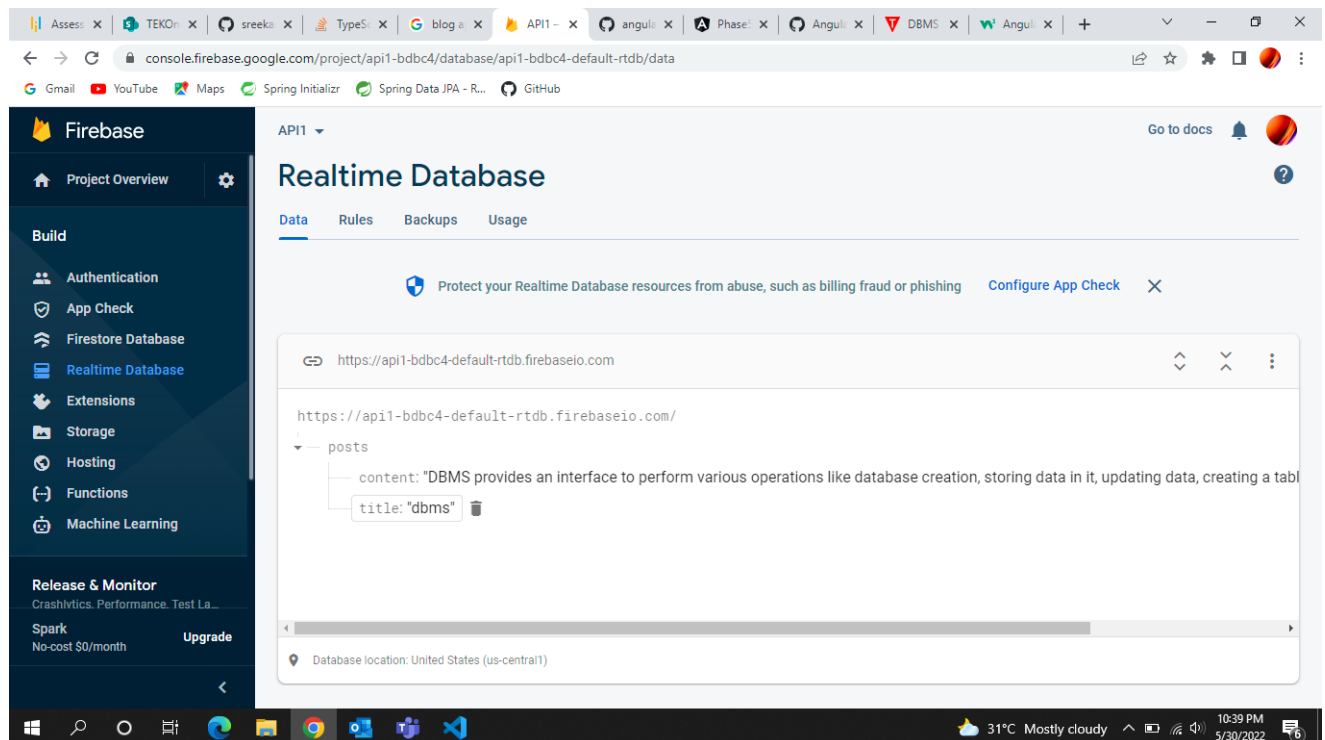 Assess
TEKOn
sreeka
TypeSc
blog a
API1 –
angula
Phase
Angula
DBMS
Angul
console.firebase.google.com/project/api1-bdbc4/database/api1-bdbc4-default-rtdb/data
Gmail YouTube Maps Spring Initializr Spring Data JPA - R... GitHub
Firebase
API1
Go to docs
Project Overview
Realtime Database
Data Rules Backups Usage
Build
Authentication
App Check
Firestore Database
Realtime Database
Extensions
Storage
Hosting
Functions
Machine Learning
Protect your Realtime Database resources from abuse, such as billing fraud or phishing Configure App Check
https://api1-bdbc4-default-rtdb.firebaseio.com
https://api1-bdbc4-default-rtdb.firebaseio.com/
posts
content: "DBMS provides an interface to perform various operations like database creation, storing data in it, updating data, creating a tabl
title: "dbms"
Release & Monitor
Crashlytics, Performance, Test La...
Spark
No-cost $0/month
Upgrade
Database location: United States (us-central1)
31°C Mostly cloudy
10:39 PM
5/30/2022
6